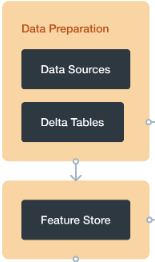 Data Preparation
Data Sources
Delta Tables
Feature Store